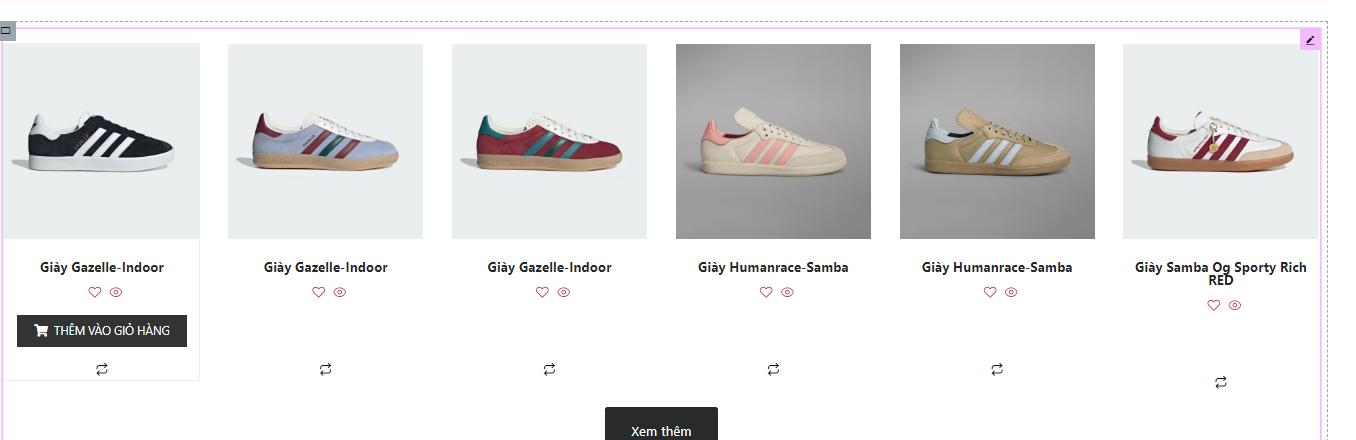 Giày Gazelle-Indoor
Giày Gazelle-Indoor
Giày Gazelle-Indoor
Giày Humanrace-Samba
Giày Humanrace-Samba
Giày Samba Og Sporty Rich
RED
THÊM VÀO GIỎ HÀNG
Xem thêm